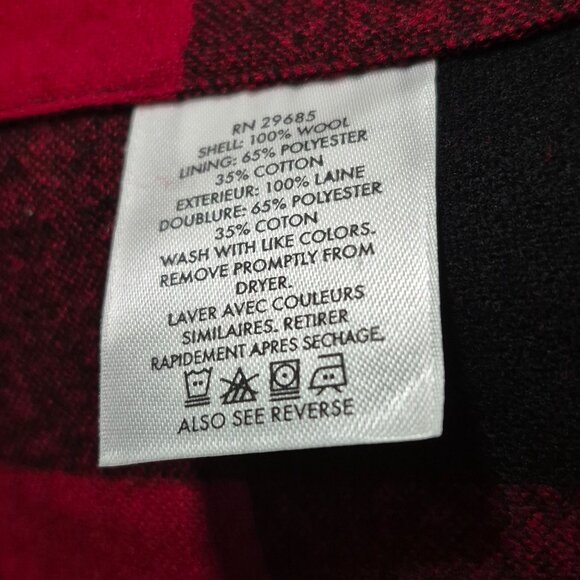 RN 29685
SHELL: 100% WOOL
LINING: 65% POLYESTER
35% COTTON
EXTERIEUR: 100% LAINE
DOUBLURE: 65% POLYESTER
35% COTON
WASH WITH LIKE COLORS.
REMOVE PROMPTLY FROM
DRYER.
LAVER AVEC COULEURS
SIMILAIRES. RETIRER
RAPIDEMENT APRES SECHAGE.
ALSO SEE REVERSE